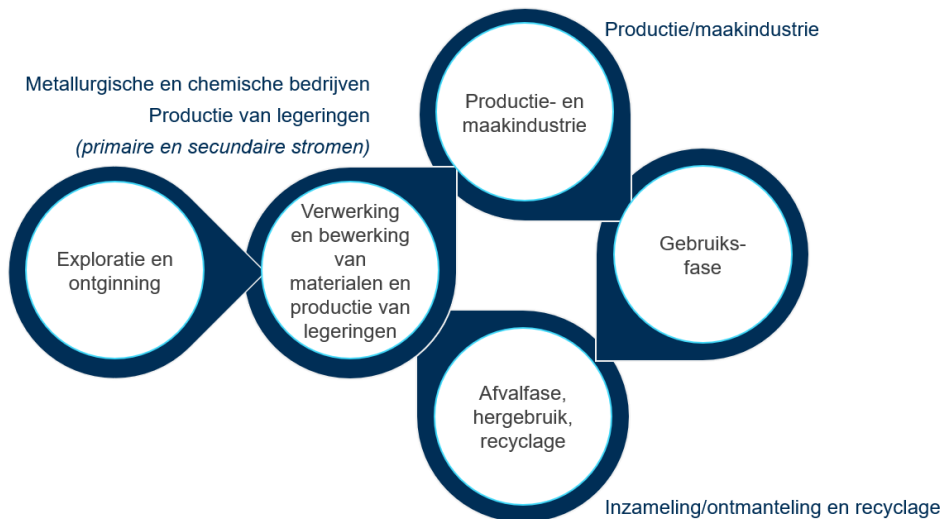 Productie/maakindustrie
Metallurgische en chemische bedrijven
Productie van legeringen
(primaire en secundaire stromen)
Productie- en
maakindustrie
Exploratie en
ontginning
Verwerking
en bewerking
van
materialen en
productie van
legeringen
Gebruiks-
fase
Afvalfase,
hergebruik,
recyclage
Inzameling/ontmanteling en recyclage